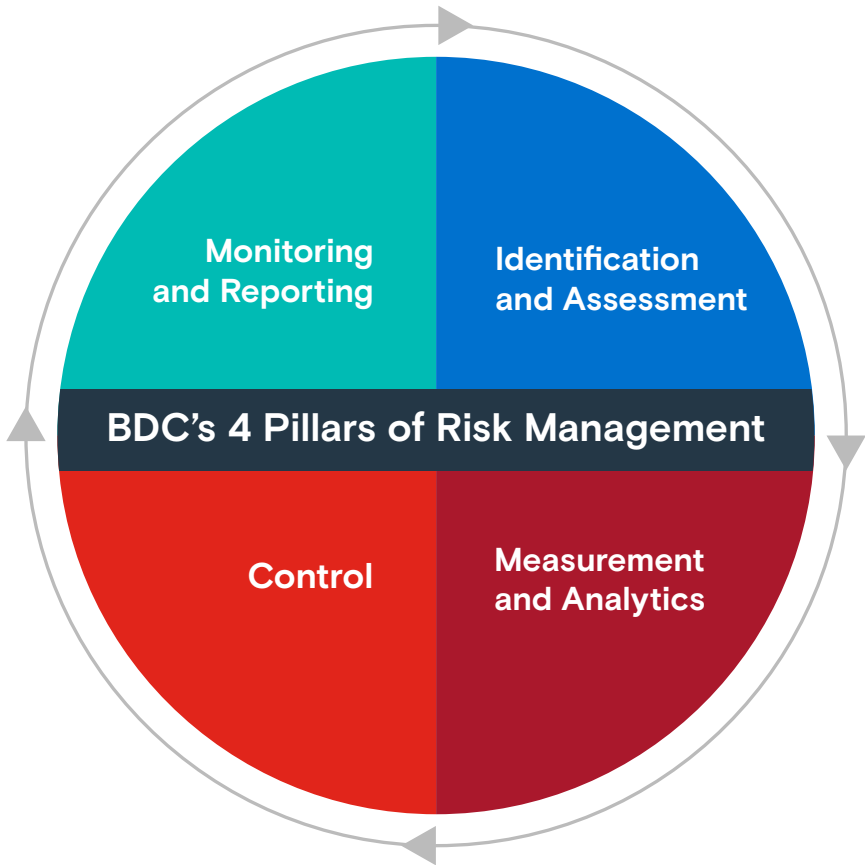 Monitoring
and Reporting
Identification
and Assessment
BDC’s 4 Pillars of Risk Management
Control
Measurement
and Analytics